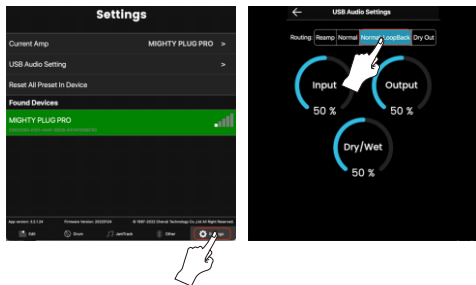 Settings
Current Amp MIGHTY PLUG PRO >
USB Audio Setting >
Reset All Preset In Device
Found Devices
MIGHTY PLUG PRO
Edit Drum JamTrack Other
USB Audio Settings
Routing: Reamp Normal Normal LoopBack Dry Out
Input Output
50 % 50 %
Dry/Wet
50 %